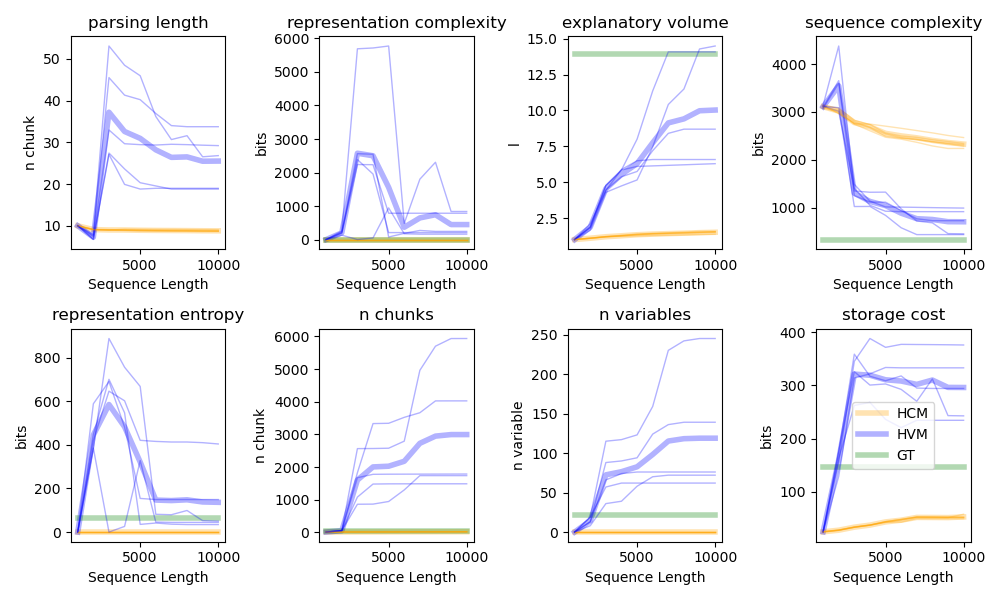 parsing length
n chunk
50
40
30
20
10
5000 10000
Sequence Length
representation complexity
bits
6000
5000
4000
3000
2000
1000
0
5000 10000
Sequence Length
explanatory volume
l
15.0
12.5
10.0
7.5
5.0
2.5
5000 10000
Sequence Length
sequence complexity
bits
4000
3000
2000
1000
5000 10000
Sequence Length
representation entropy
bits
800
600
400
200
0
5000 10000
Sequence Length
n chunks
n chunk
6000
5000
4000
3000
2000
1000
0
5000 10000
Sequence Length
n variables
n variable
250
200
150
100
50
0
5000 10000
Sequence Length
storage cost
bits
400
300
200
100
HCM
HVM
GT
5000 10000
Sequence Length